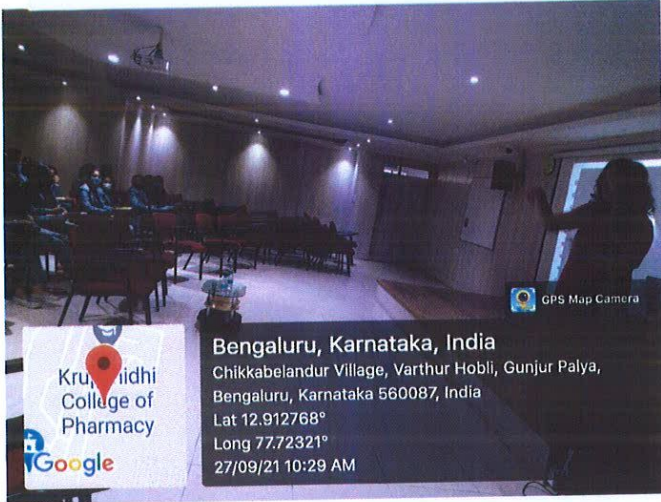 GPS Map Camera
Bengaluru, Karnataka, India
Chikkabelandur Village, Varthur Hobli, Gunjur Palya,
Bengaluru, Karnataka 560087, India
Lat 12.912768°
Long 77.72321°
27/09/21 10:29 AM
College of
Pharmacy
Google